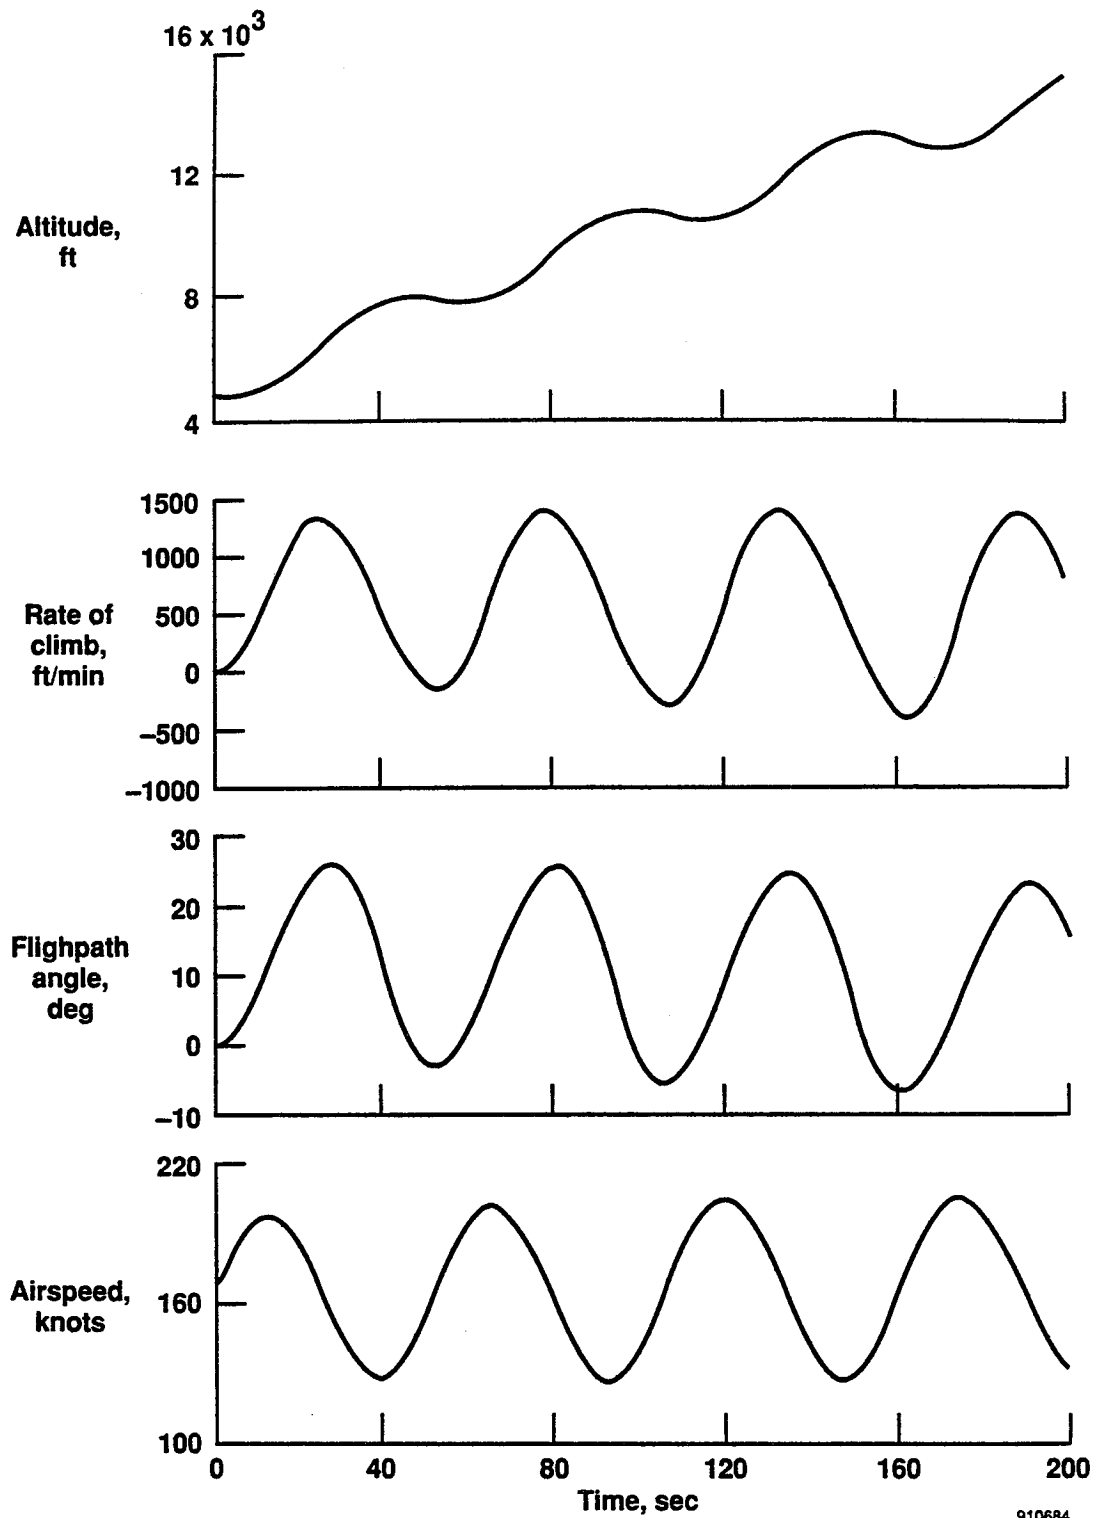 16 x 10³
12
Altitude,
ft
8
4
1500
1000
Rate of
climb,
ft/min
500
0
–500
–1000
30
20
Flighpath
angle,
deg
10
0
–10
220
Airspeed,
knots
160
100
0 40 80 120 160 200
Time, sec
910684